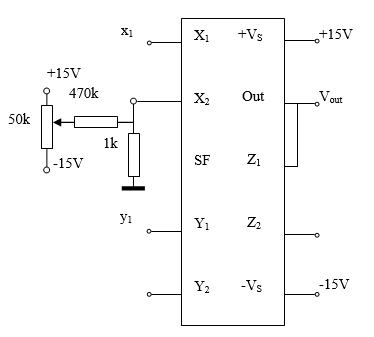 x₁ X₁ +Vₛ +15V
+15V
470k X₂ Out Vₒᵤₜ
50k
1k
-15V SF Z₁
y₁ Y₁ Z₂
Y₂ -Vₛ -15V